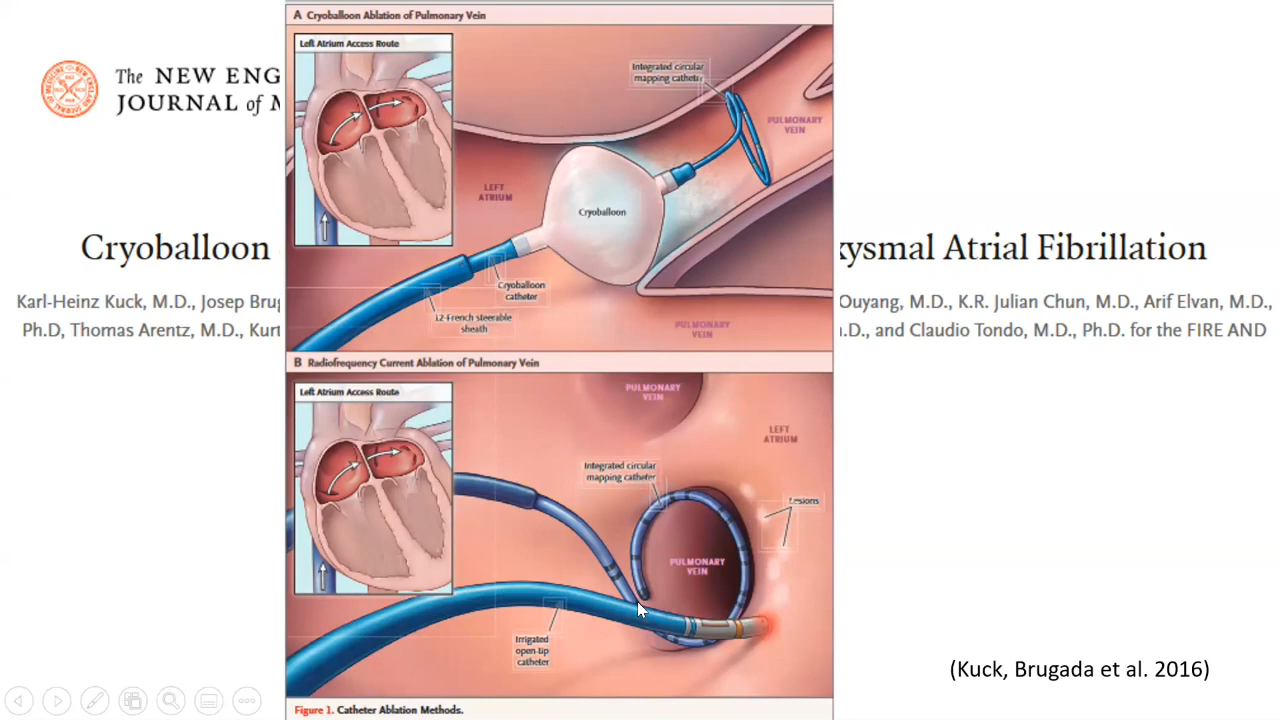 The NEW ENG
JOURNAL of M
Cryoballoon
kysmal Atrial Fibrillation
Karl-Heinz Kuck, M.D., Josep Brug
Ouyang, M.D., K.R. Julian Chun, M.D., Arif Elvan, M.D.,
Ph.D, Thomas Arentz, M.D., Kurt
.D., and Claudio Tondo, M.D., Ph.D. for the FIRE AND
A Cryoballoon Ablation of Pulmonary Vein
Left Atrium Access Route
Integrated circular
mapping catheter
PULMONARY
VEIN
LEFT
ATRIUM
Cryoballoon
Cryoballoon
catheter
12-French steerable
sheath
PULMONARY
VEIN
B Radiofrequency Current Ablation of Pulmonary Vein
Left Atrium Access Route
PULMONARY
VEIN
LEFT
ATRIUM
Integrated circular
mapping catheter
Lesions
PULMONARY
VEIN
Irrigated
open-tip
catheter
Figure 1. Catheter Ablation Methods.
(Kuck, Brugada et al. 2016)